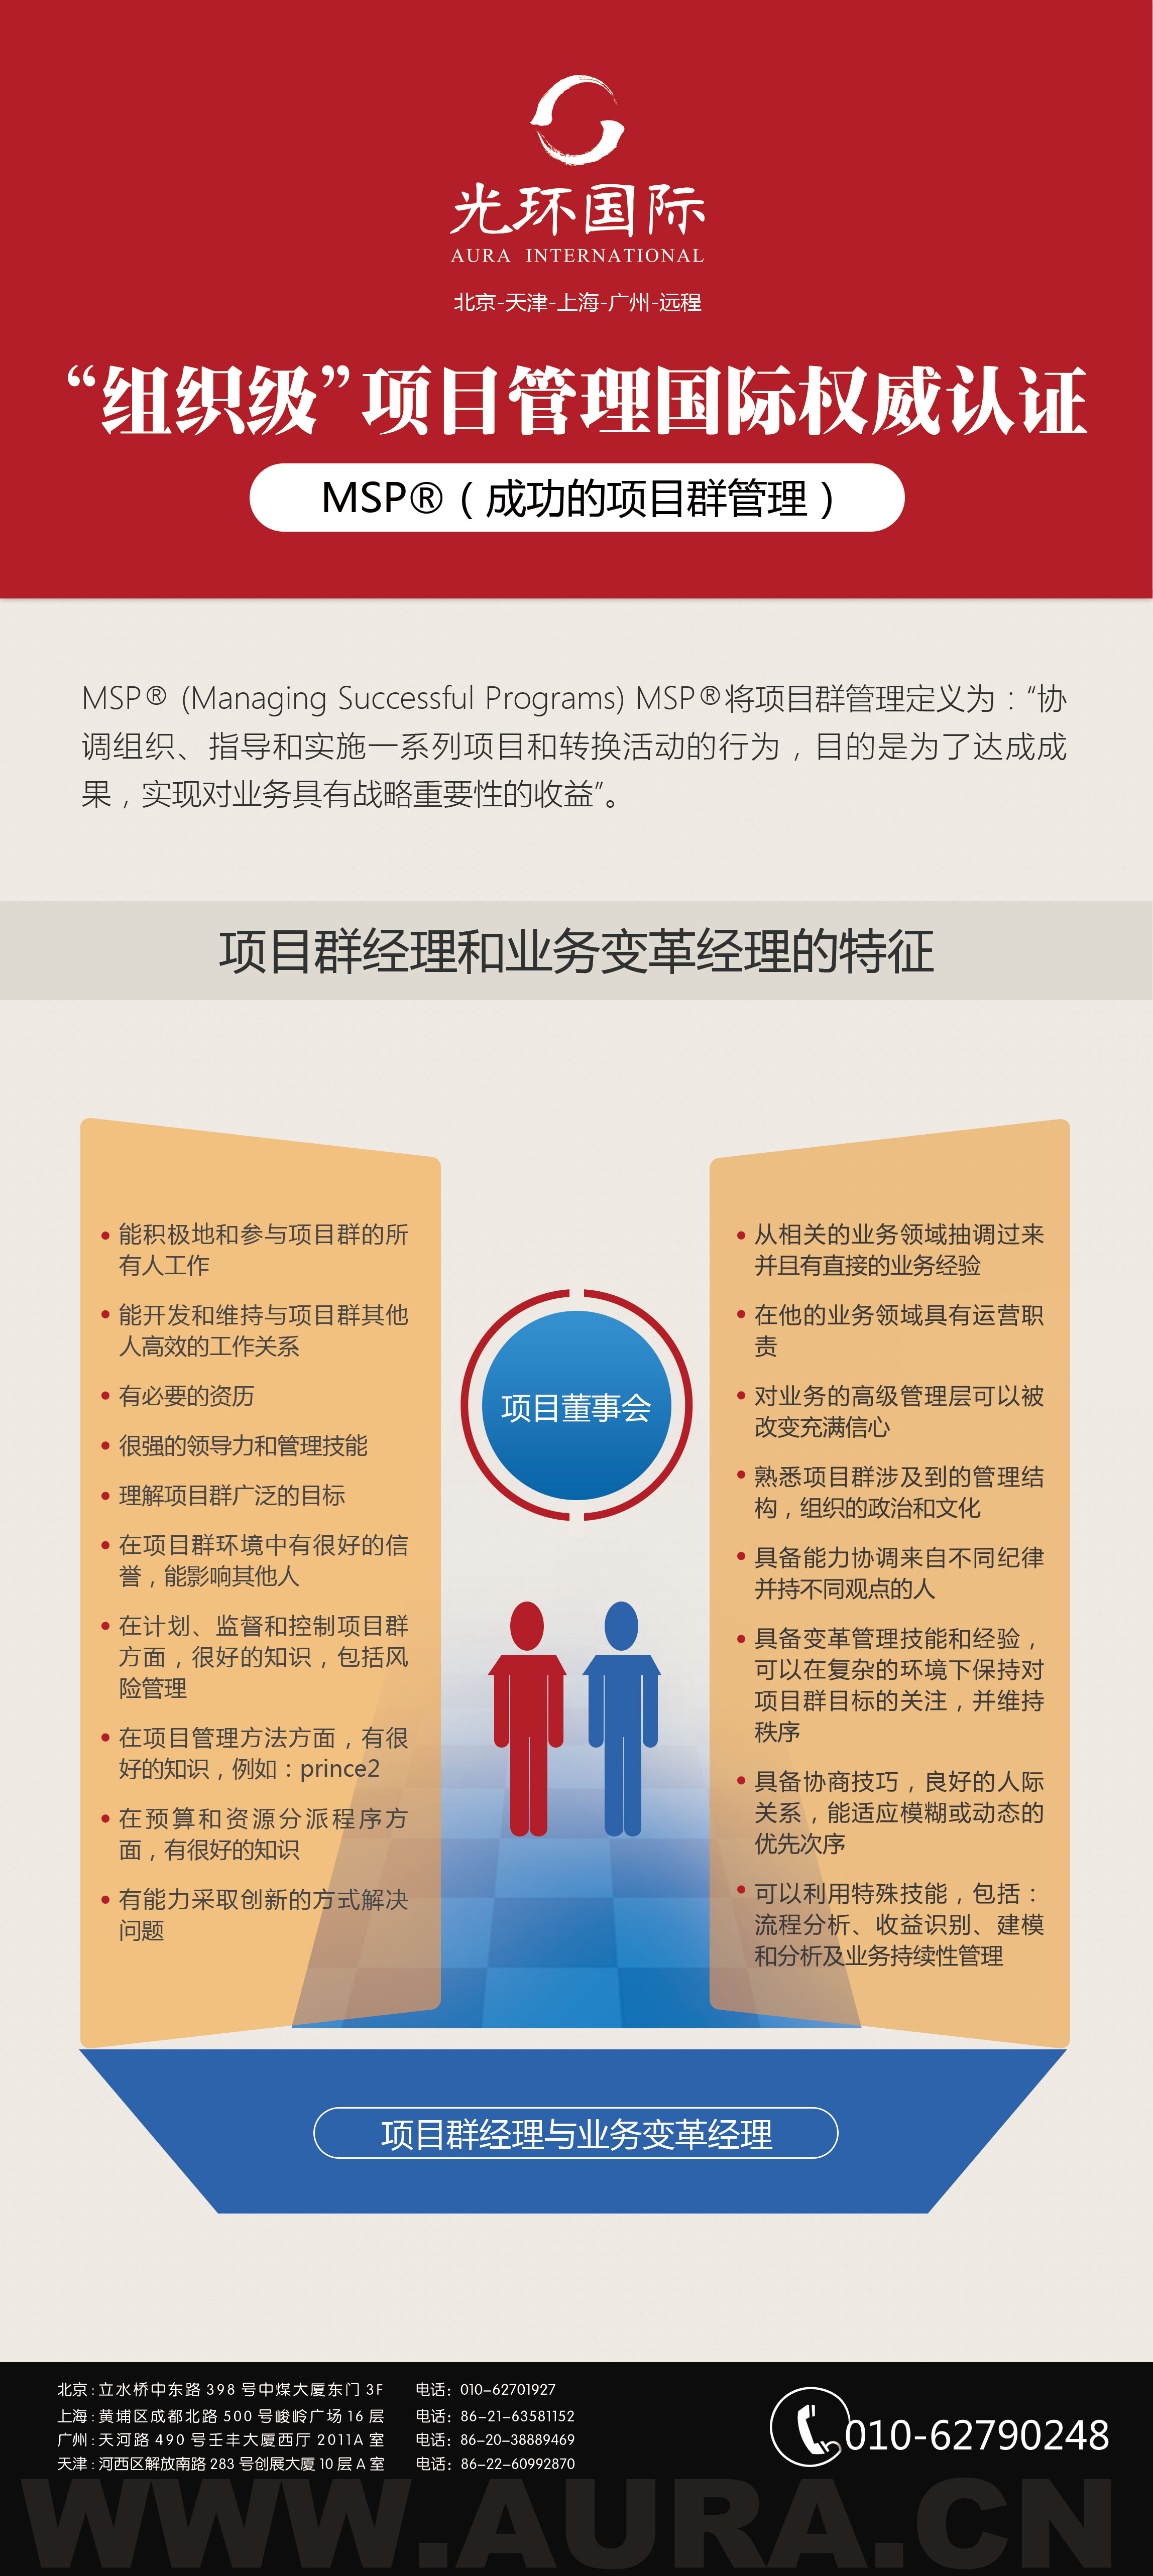 光环国际
AURA INTERNATIONAL
北京-天津-上海-广州-远程
“组织级”项目管理国际权威认证
MSP®（成功的项目群管理）
MSP® (Managing Successful Programs) MSP®将项目群管理定义为：“协
调组织、指导和实施一系列项目和转换活动的行为，目的是为了达成成
果，实现对业务具有战略重要性的收益”。
项目群经理和业务变革经理的特征
能积极地和参与项目群的所
有人工作
能开发和维持与项目群其他
人高效的工作关系
有必要的资历
很强的领导力和管理技能
理解项目群广泛的目标
在项目群环境中有很好的信
誉，能影响其他人
在计划、监督和控制项目群
方面，很好的知识，包括风
险管理
在项目管理方法方面，有很
好的知识，例如：prince2
在预算和资源分派程序方
面，有很好的知识
有能力采取创新的方式解决
问题
项目董事会
从相关的业务领域抽调过来
并且有直接的业务经验
在他的业务领域具有运营职
责
对业务的高级管理层可以被
改变充满信心
熟悉项目群涉及到的管理结
构，组织的政治和文化
具备能力协调来自不同纪律
并持不同观点的人
具备变革管理技能和经验，
可以在复杂的环境下保持对
项目群目标的关注，并维持
秩序
具备协商技巧，良好的人际
关系，能适应模糊或动态的
优先次序
可以利用特殊技能，包括：
流程分析、收益识别、建模
和分析及业务持续性管理
项目群经理与业务变革经理
北京：立水桥中东路 398 号中煤大厦东门 3F 电话：010-62701927
上海：黄埔区成都北路 500 号峻岭广场 16 层 电话：86-21-63581152
广州：天河路 490 号壬丰大厦西厅 2011A 室 电话：86-20-38889469
天津：河西区解放南路 283 号创展大厦 10 层 A 室 电话：86-22-60992870
010-62790248
WWW.AURA.CN